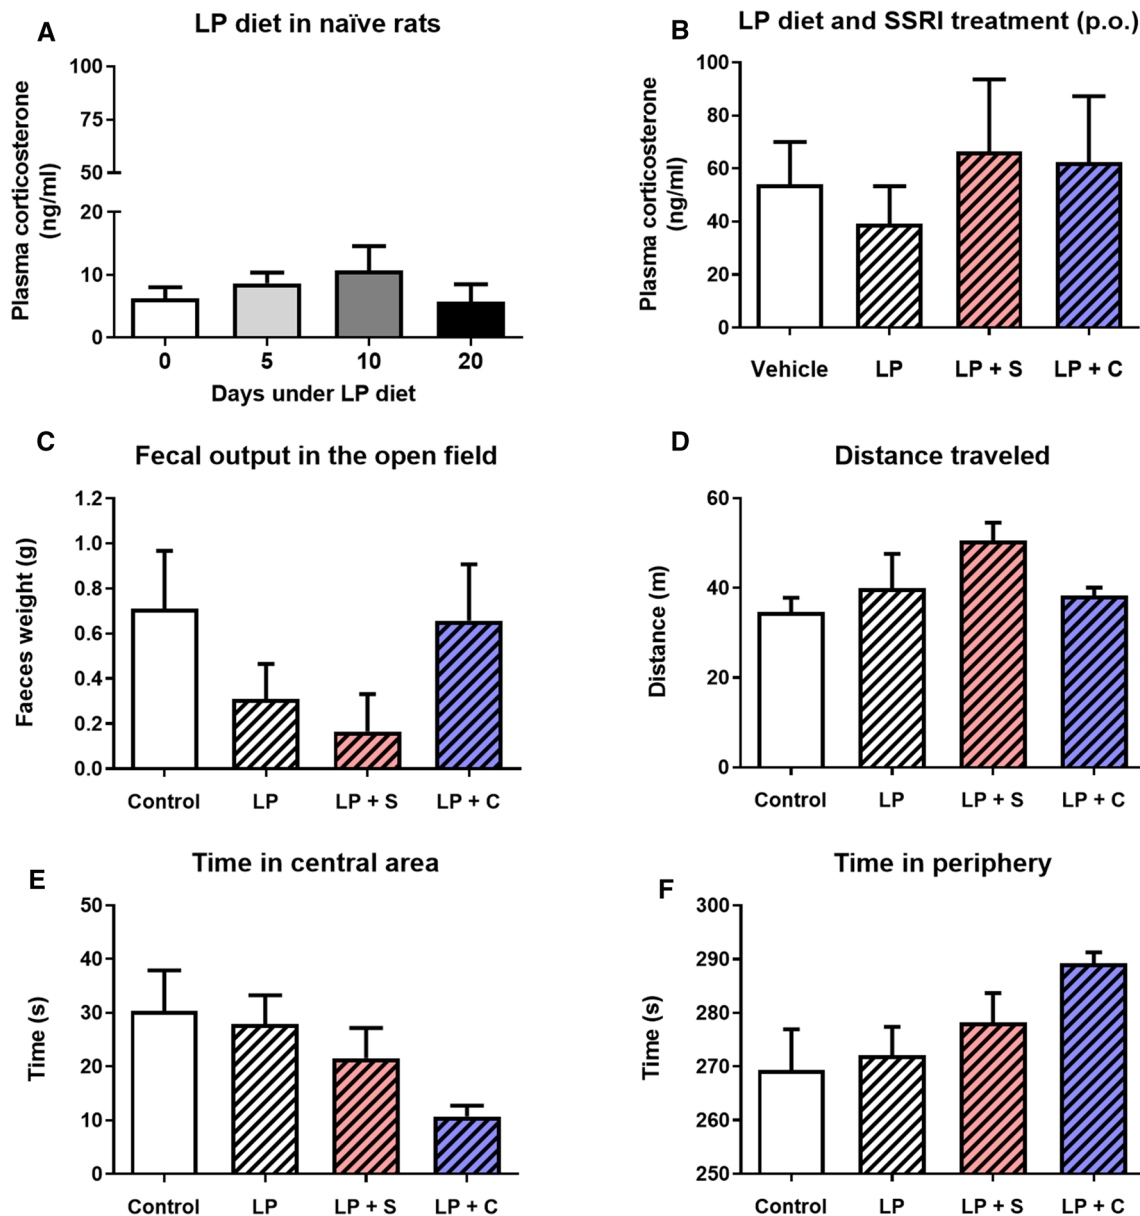 A
LP diet in naïve rats
Plasma corticosterone
(ng/ml)
100
75
50
20
10
0
0 5 10 20
Days under LP diet
B
LP diet and SSRI treatment (p.o.)
Plasma corticosterone
(ng/ml)
100
80
60
40
20
0
Vehicle LP LP + S LP + C
C
Fecal output in the open field
Faeces weight (g)
1.2
1.0
0.8
0.6
0.4
0.2
0.0
Control LP LP + S LP + C
D
Distance traveled
Distance (m)
60
40
20
0
Control LP LP + S LP + C
E
Time in central area
Time (s)
50
40
30
20
10
0
Control LP LP + S LP + C
F
Time in periphery
Time (s)
300
290
280
270
260
250
Control LP LP + S LP + C